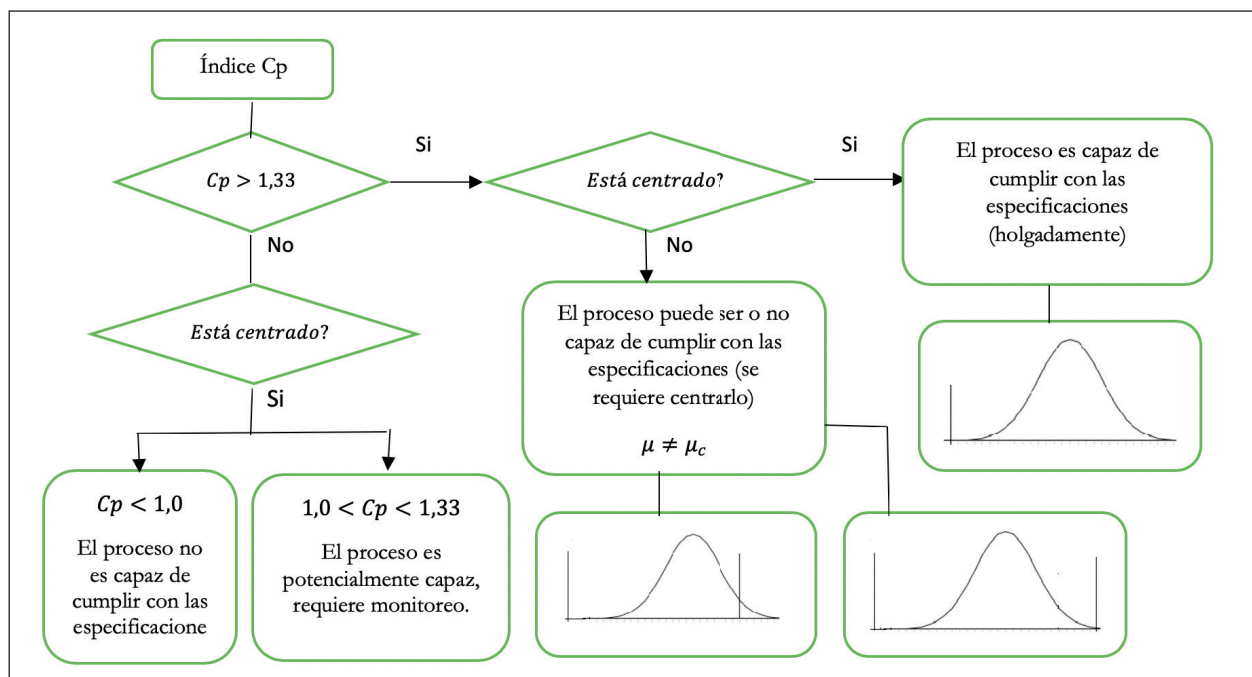 Índice Cp
Cp > 1,33
Si
Está centrado?
Si
El proceso es capaz de
cumplir con las
especificaciones
(holgadamente)
No
Está centrado?
No
El proceso puede ser o no
capaz de cumplir con las
especificaciones (se
requiere centrarlo)
μ ≠ μc
Si
Cp < 1,0
El proceso no
es capaz de
cumplir con las
especificacione
1,0 < Cp < 1,33
El proceso es
potencialmente capaz,
requiere monitoreo.